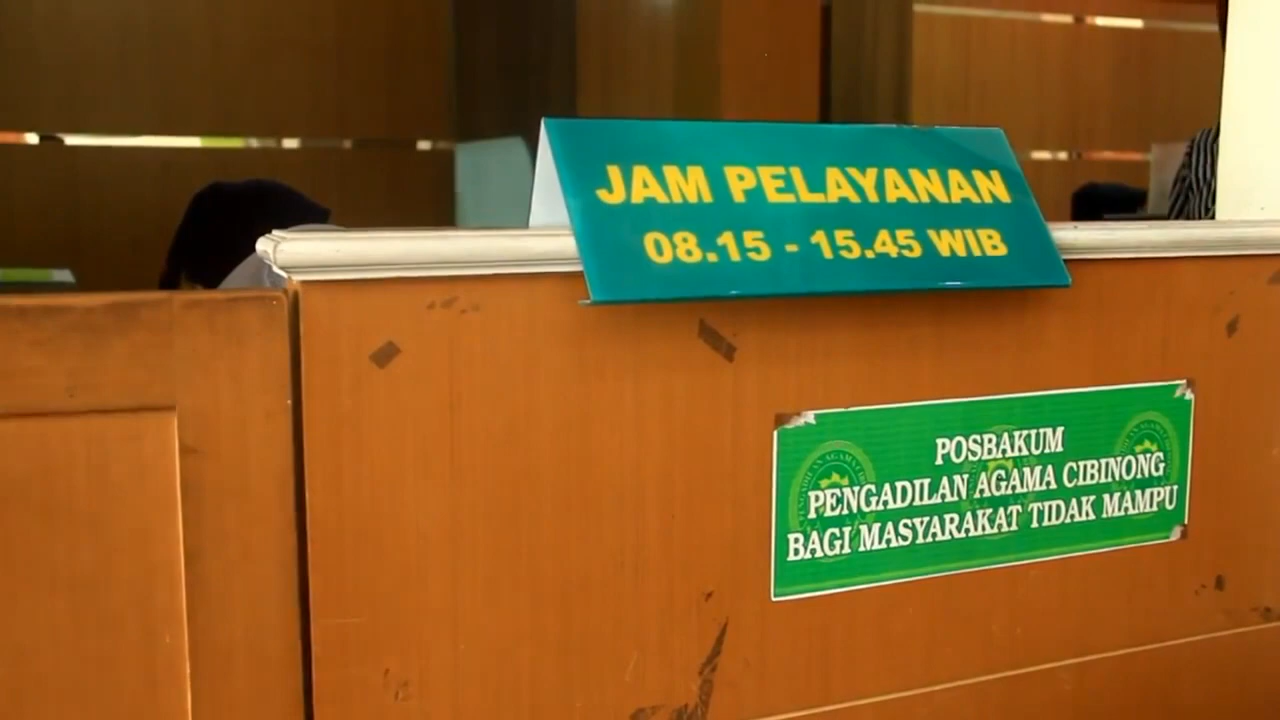 JAM PELAYANAN
08.15 - 15.45 WIB
POSBAKUM
PENGADILAN AGAMA CIBINONG
BAGI MASYARAKAT TIDAK MAMPU